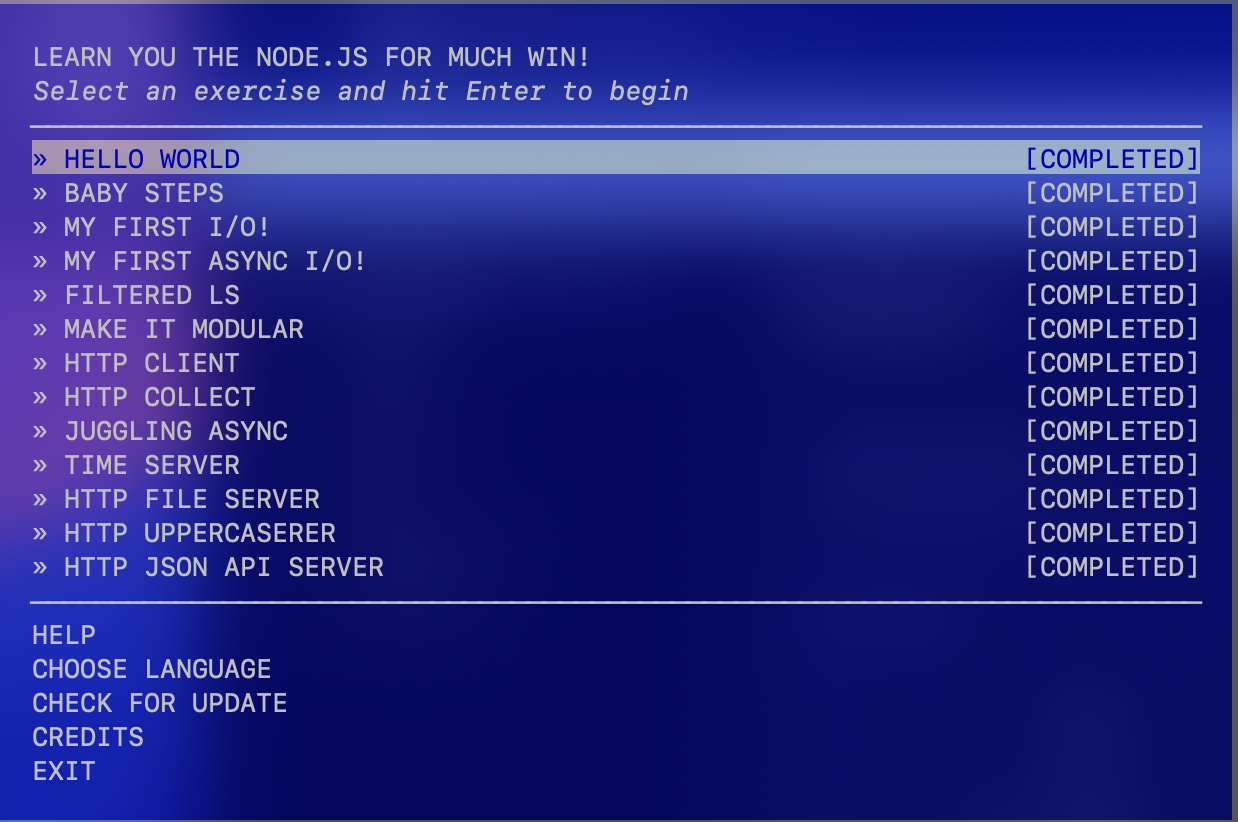 LEARN YOU THE NODE.JS FOR MUCH WIN!
Select an exercise and hit Enter to begin
» HELLO WORLD [COMPLETED]
» BABY STEPS [COMPLETED]
» MY FIRST I/O! [COMPLETED]
» MY FIRST ASYNC I/O! [COMPLETED]
» FILTERED LS [COMPLETED]
» MAKE IT MODULAR [COMPLETED]
» HTTP CLIENT [COMPLETED]
» HTTP COLLECT [COMPLETED]
» JUGGLING ASYNC [COMPLETED]
» TIME SERVER [COMPLETED]
» HTTP FILE SERVER [COMPLETED]
» HTTP UPPERCASERER [COMPLETED]
» HTTP JSON API SERVER [COMPLETED]
HELP
CHOOSE LANGUAGE
CHECK FOR UPDATE
CREDITS
EXIT